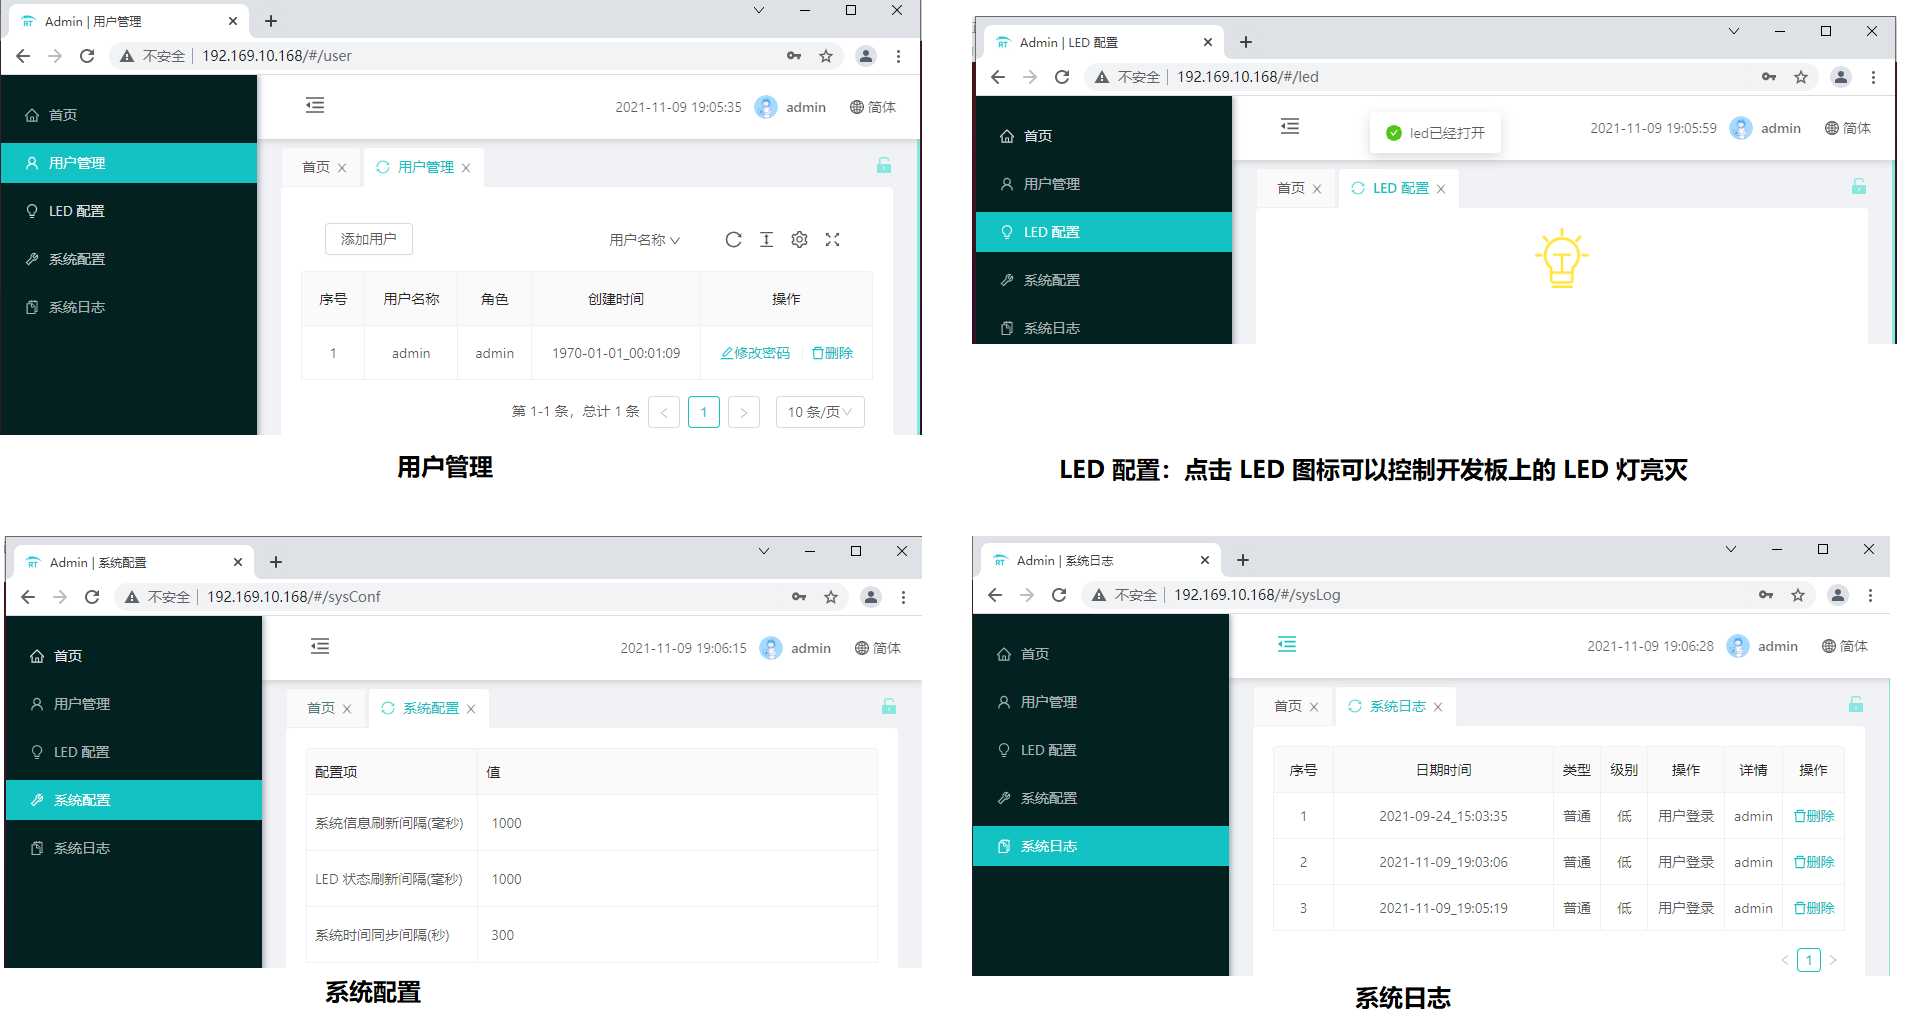 Admin | 用户管理
不安全 192.169.10.168/#/user
首页
用户管理
LED 配置
系统配置
系统日志
2021-11-09 19:05:35 admin 简体
首页 用户管理
添加用户 用户名称
序号 用户名称 角色 创建时间 操作
1 admin admin 1970-01-01_00:01:09 修改密码 删除
第 1-1 条，总计 1 条 < 1 > 10 条/页
用户管理
Admin | LED 配置
不安全 192.169.10.168/#/led
首页
用户管理
LED 配置
系统配置
系统日志
led已经打开
2021-11-09 19:05:59 admin 简体
首页 LED 配置
LED 配置：点击 LED 图标可以控制开发板上的 LED 灯亮灭
Admin | 系统配置
不安全 192.169.10.168/#/sysConf
首页
用户管理
LED 配置
系统配置
系统日志
2021-11-09 19:06:15 admin 简体
首页 系统配置
配置项 值
系统信息刷新间隔(毫秒) 1000
LED 状态刷新间隔(毫秒) 1000
系统时间同步间隔(秒) 300
系统配置
Admin | 系统日志
不安全 192.169.10.168/#/sysLog
首页
用户管理
LED 配置
系统配置
系统日志
2021-11-09 19:06:28 admin 简体
首页 系统日志
序号 日期时间 类型 级别 操作 详情 操作
1 2021-09-24_15:03:35 普通 低 用户登录 admin 删除
2 2021-11-09_19:03:06 普通 低 用户登录 admin 删除
3 2021-11-09_19:05:19 普通 低 用户登录 admin 删除
< 1 >
系统日志